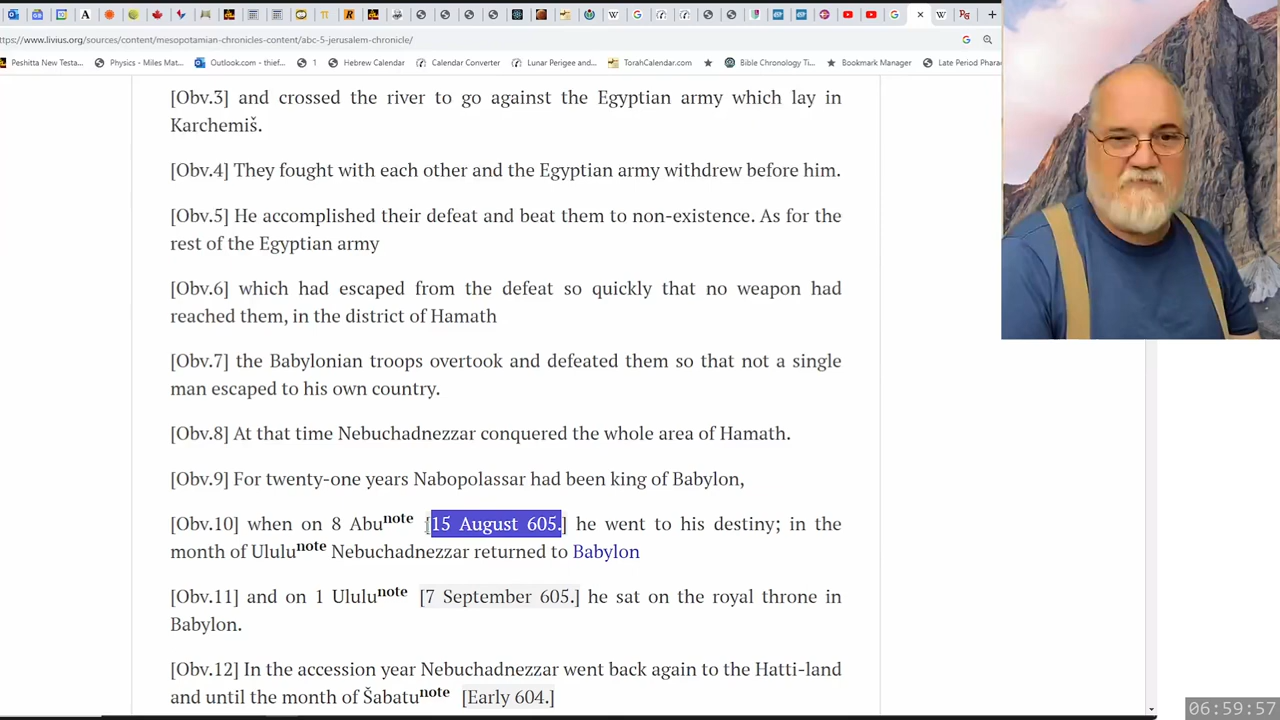 https://www.livius.org/sources/content/mesopotamian-chronicles-content/abc-5-jerusalem-chronicle/
Peshitta New Testa... Physics - Miles Mat... Outlook.com - thief... 1 Hebrew Calendar Calendar Converter Lunar Perigee and... TorahCalendar.com Bible Chronology Ti... Bookmark Manager Late Period Phara
[Obv.3] and crossed the river to go against the Egyptian army which lay in
Karchemiš.
[Obv.4] They fought with each other and the Egyptian army withdrew before him.
[Obv.5] He accomplished their defeat and beat them to non-existence. As for the
rest of the Egyptian army
[Obv.6] which had escaped from the defeat so quickly that no weapon had
reached them, in the district of Hamath
[Obv.7] the Babylonian troops overtook and defeated them so that not a single
man escaped to his own country.
[Obv.8] At that time Nebuchadnezzar conquered the whole area of Hamath.
[Obv.9] For twenty-one years Nabopolassar had been king of Babylon,
[Obv.10] when on 8 Abu note [15 August 605.] he went to his destiny; in the
month of Ululu note Nebuchadnezzar returned to Babylon
[Obv.11] and on 1 Ululu note [7 September 605.] he sat on the royal throne in
Babylon.
[Obv.12] In the accession year Nebuchadnezzar went back again to the Hatti-land
and until the month of Šabatu note [Early 604.]
06:59:57